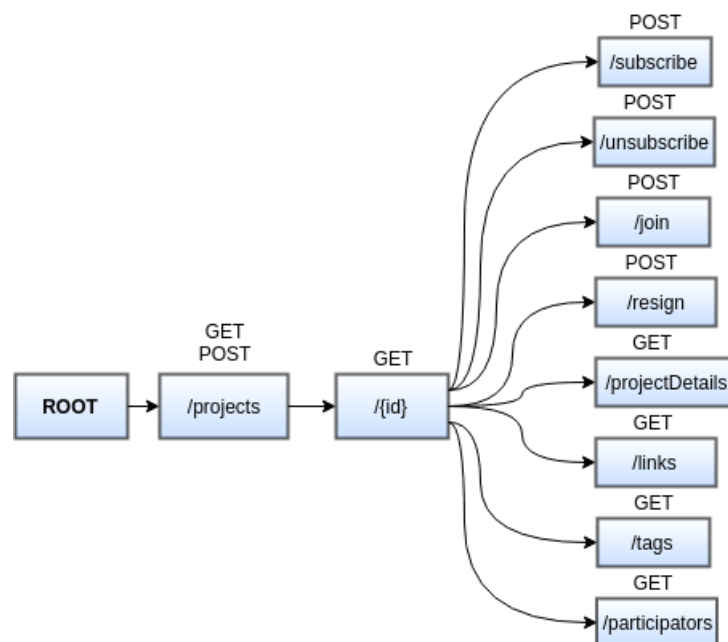 POST
/subscribe
POST
/unsubscribe
POST
/join
POST
/resign
GET
POST
GET
GET
ROOT
/projects
/{id}
/projectDetails
GET
/links
GET
/tags
GET
/participators